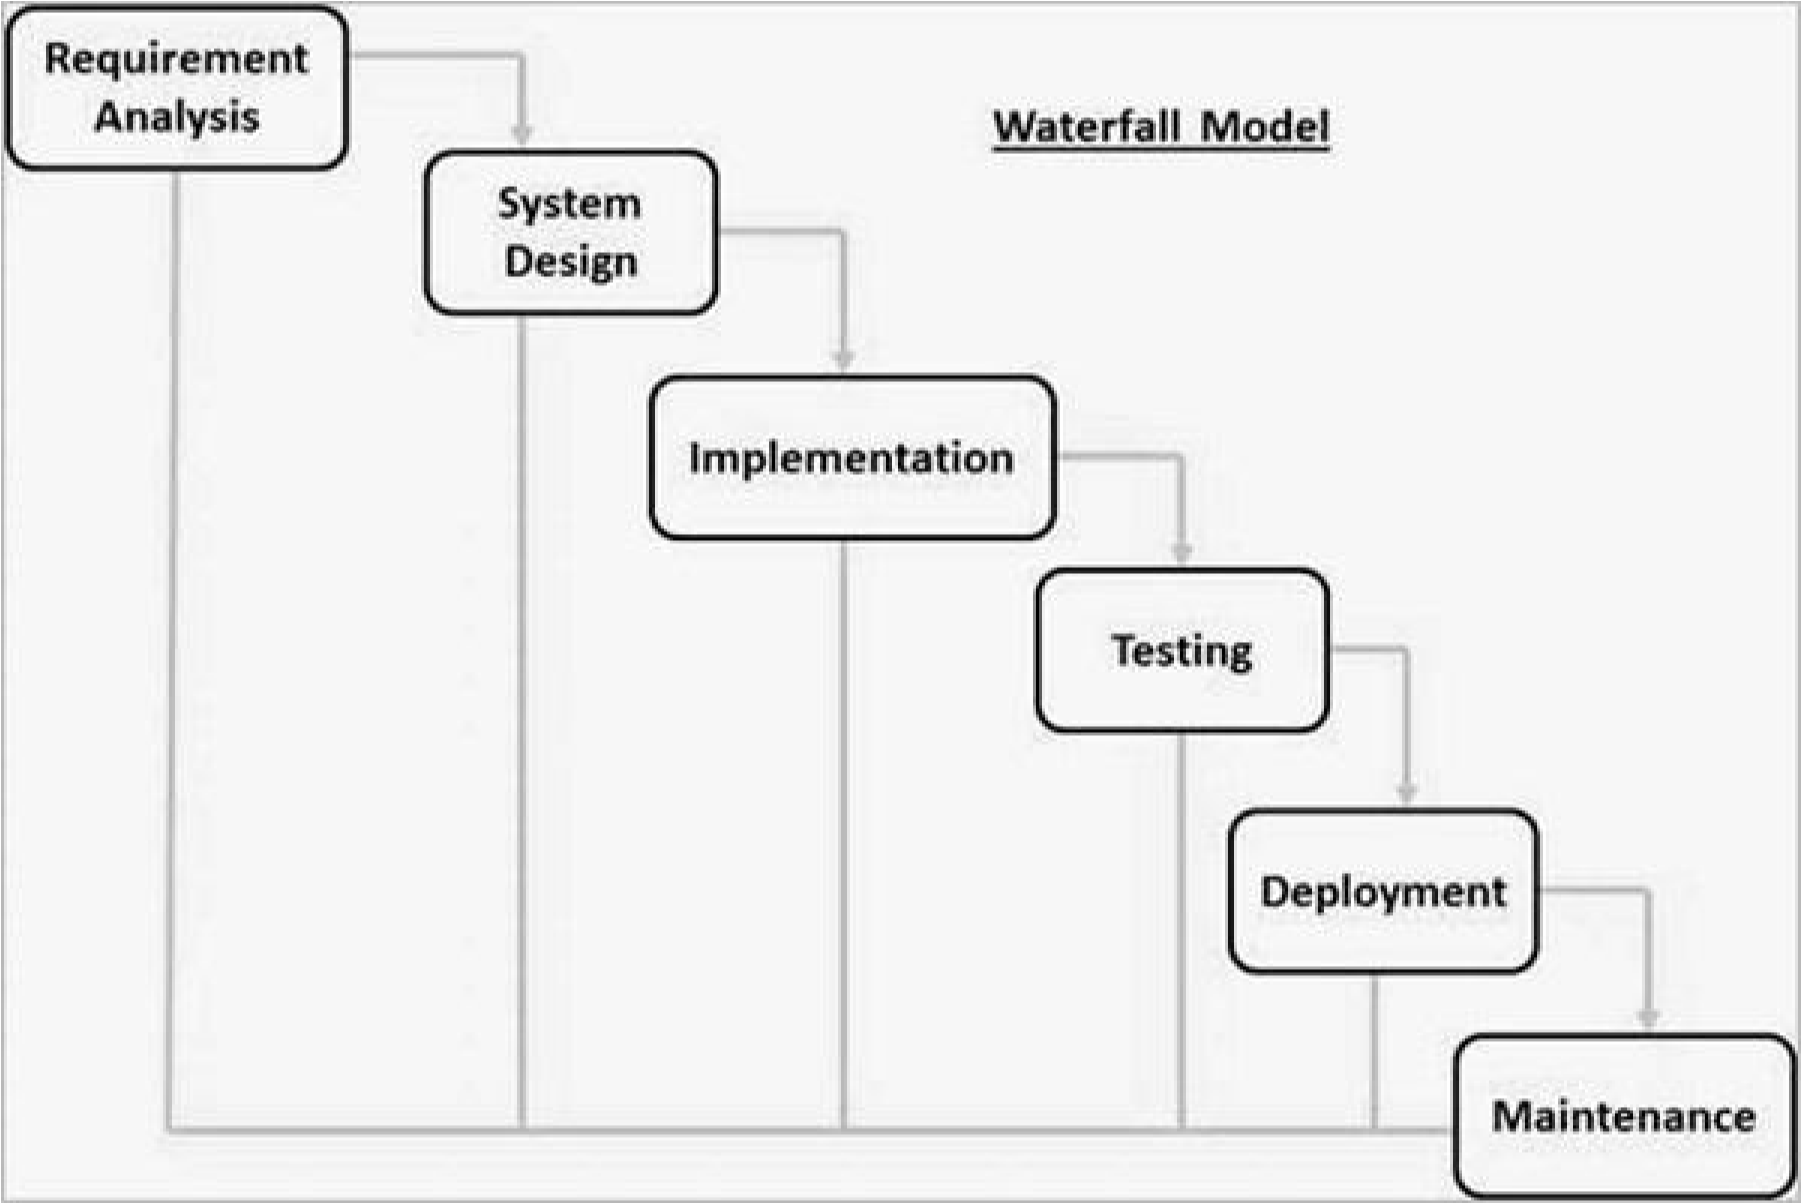 Requirement
Analysis
Waterfall Model
System
Design
Implementation
Testing
Deployment
Maintenance